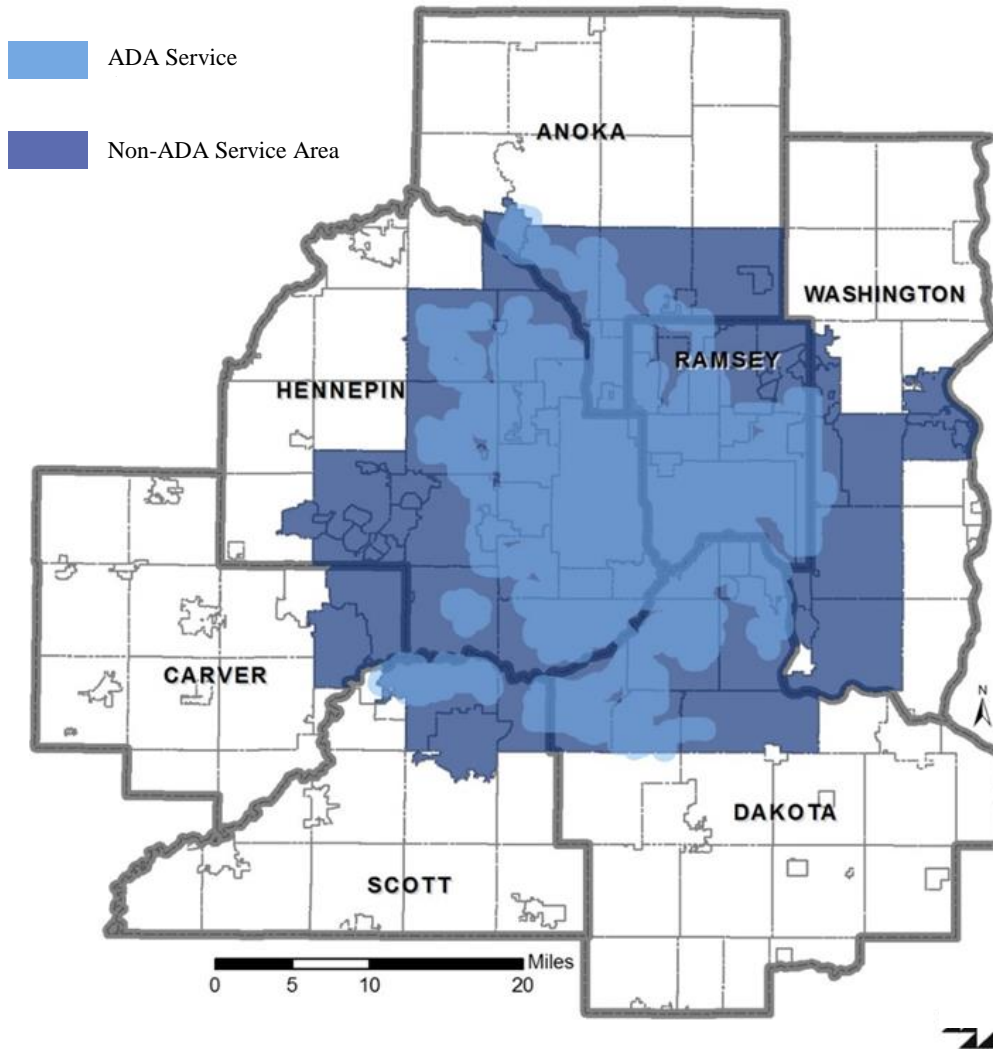 ADA Service
Non-ADA Service Area
ANOKA
WASHINGTON
RAMSEY
HENNEPIN
CARVER
N
DAKOTA
SCOTT
Miles
0 5 10 20